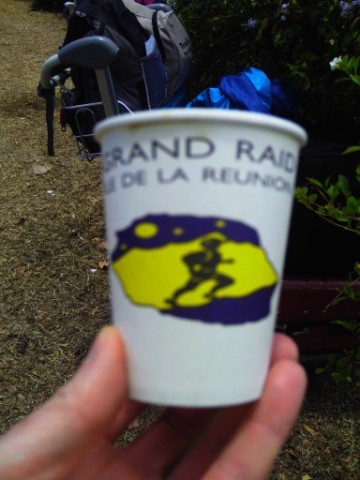 GRAND RAID
LE DE LA REUNION